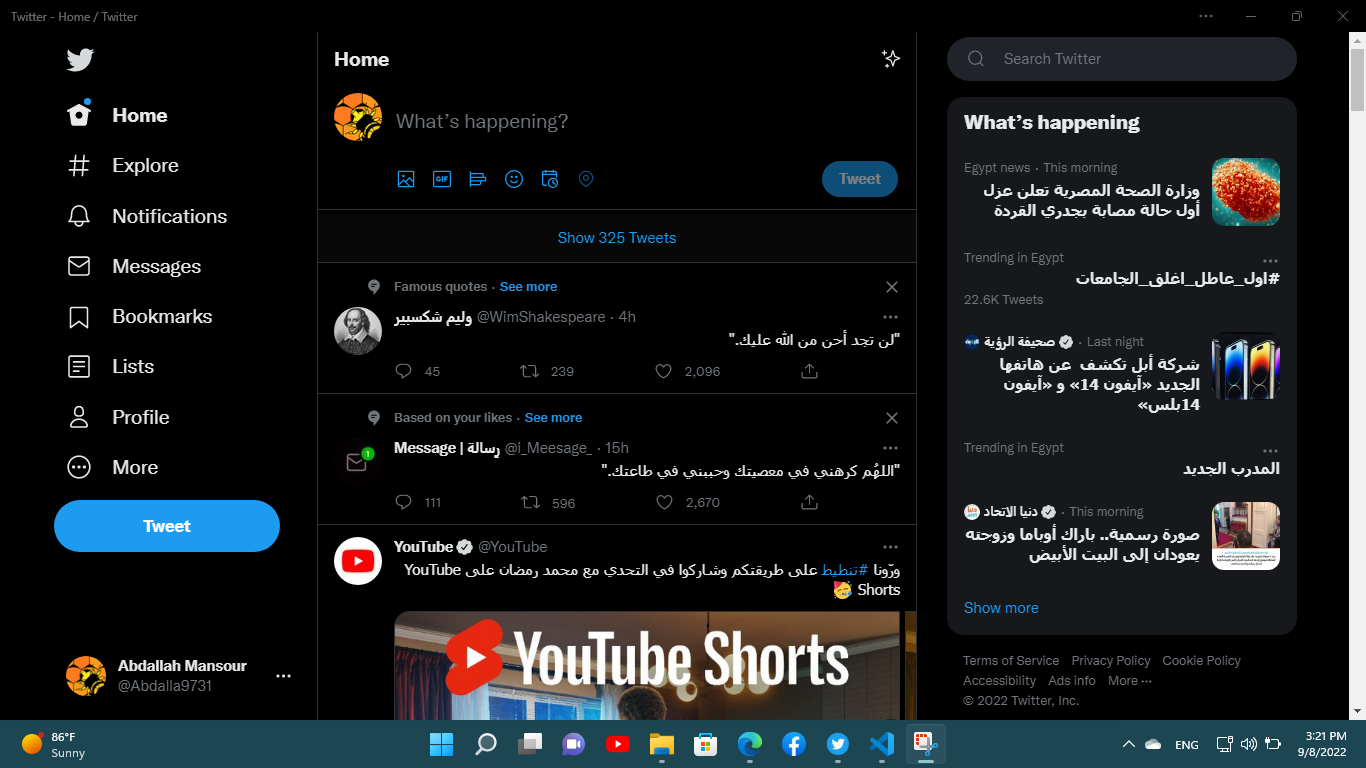 Twitter - Home / Twitter
Home
Explore
Notifications
Messages
Bookmarks
Lists
Profile
More
Tweet
Abdallah Mansour
@Abdalla9731
Home
What's happening?
GIF
Tweet
Show 325 Tweets
Famous quotes · See more
وليم شكسبير @WimShakespeare · 4h
"لن تجد أحن من الله عليك."
45 239 2,096
Based on your likes · See more
1
Message | رسالة @i_Meesage_ · 15h
"اللهُم كرهني في معصيتك وحببني في طاعتك."
111 596 2,670
YouTube @YouTube
ورّونا #تنطيط على طريقتكم وشاركوا في التحدي مع محمد رمضان على YouTube
Shorts 🥳
YouTube Shorts
Search Twitter
What's happening
Egypt news · This morning
وزارة الصحة المصرية تعلن عزل
أول حالة مصابة بجدري القردة
Trending in Egypt
#اول_عاطل_اغلق_الجامعات
22.6K Tweets
صحيفة الرؤية · Last night
شركة أبل تكشف عن هاتفها
الجديد «آيفون 14» و «آيفون
14بلس»
Trending in Egypt
المدرب الجديد
دنيا الاتحاد · This morning
صورة رسمية.. باراك أوباما وزوجته
يعودان إلى البيت الأبيض
Show more
Terms of Service Privacy Policy Cookie Policy
Accessibility Ads info More ···
© 2022 Twitter, Inc.
86°F
Sunny
ENG
3:21 PM
9/8/2022